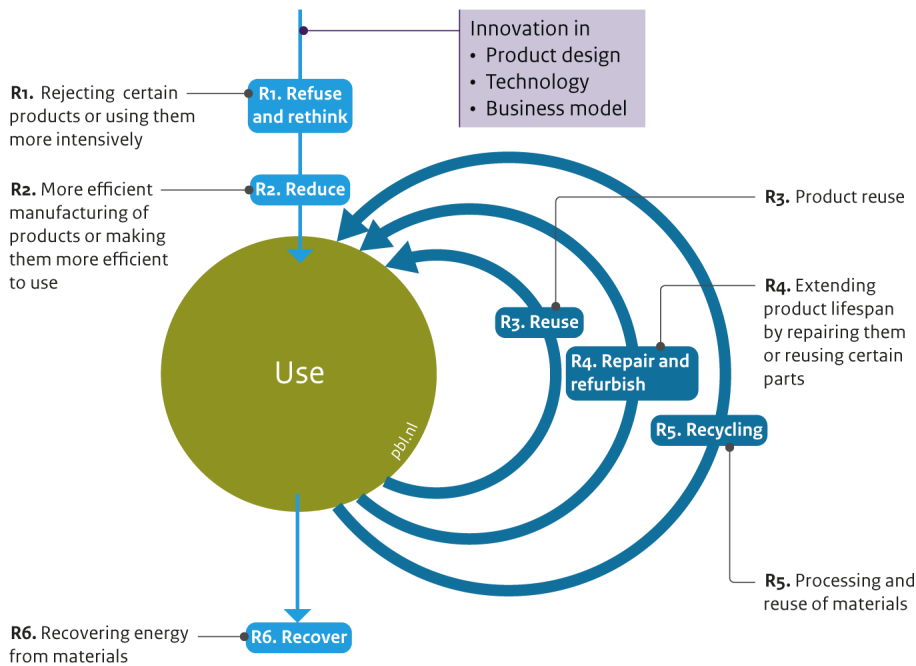 Innovation in
• Product design
• Technology
• Business model
R1. Rejecting certain
products or using them
more intensively
R1. Refuse
and rethink
R2. More efficient
manufacturing of
products or making
them more efficient
to use
R2. Reduce
R3. Product reuse
R3. Reuse
R4. Extending
product lifespan
by repairing them
or reusing certain
parts
R4. Repair and
refurbish
Use
pbl.nl
R5. Recycling
R5. Processing and
reuse of materials
R6. Recovering energy
from materials
R6. Recover